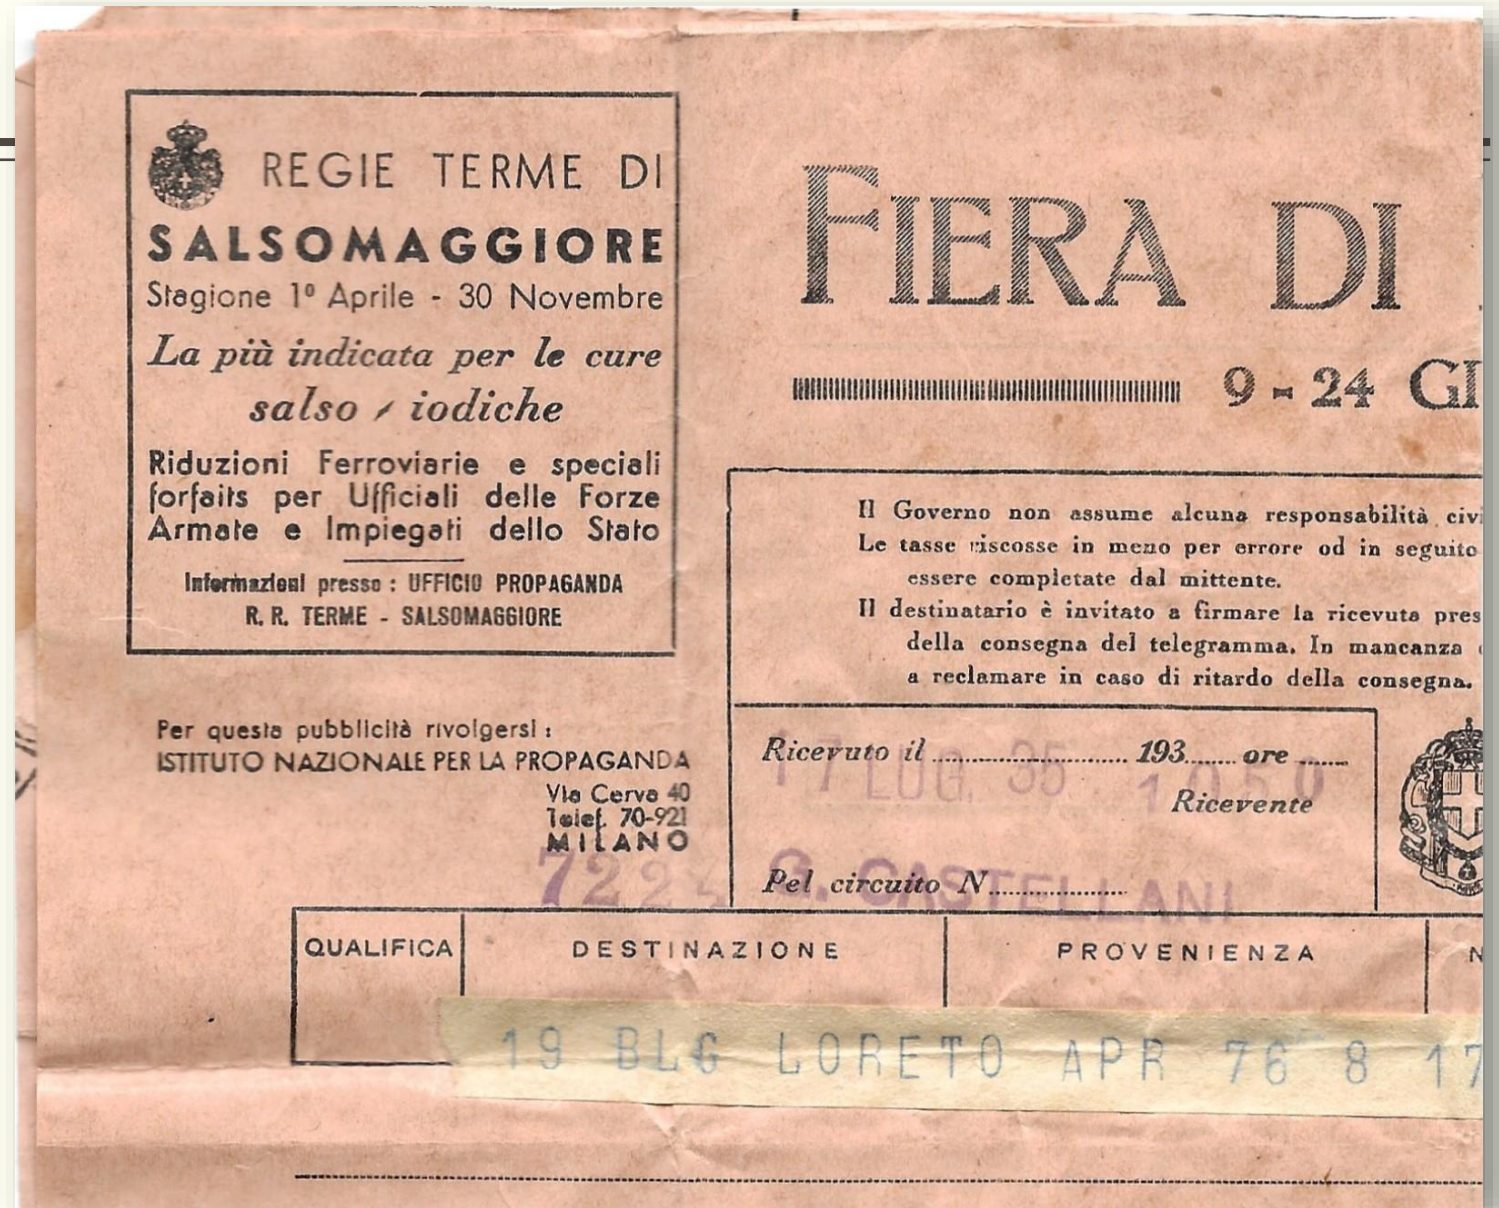 REGIE TERME DI
SALSOMAGGIORE
Stagione 1º Aprile - 30 Novembre
La più indicata per le cure
salso - iodiche
Riduzioni Ferroviarie e speciali
forfaits per Ufficiali delle Forze
Armate e Impiegati dello Stato
Informazioni presso : UFFICIO PROPAGANDA
R. R. TERME - SALSOMAGGIORE
Per questa pubblicità rivolgersi :
ISTITUTO NAZIONALE PER LA PROPAGANDA
Via Cerva 40
Telef. 70-921
MILANO
FIERA DI
9 - 24 GI
Il Governo non assume alcuna responsabilità civi
Le tasse riscosse in meno per errore od in seguito
essere completate dal mittente.
Il destinatario è invitato a firmare la ricevuta pres
della consegna del telegramma. In mancanza
a reclamare in caso di ritardo della consegna.
Ricevuto il .......... 193..... ore .....
17 LUG. 35
Ricevente
Pel circuito N..........
G. CASTELLANI
QUALIFICA DESTINAZIONE PROVENIENZA N
19 BLG LORETO APR 76 8 17